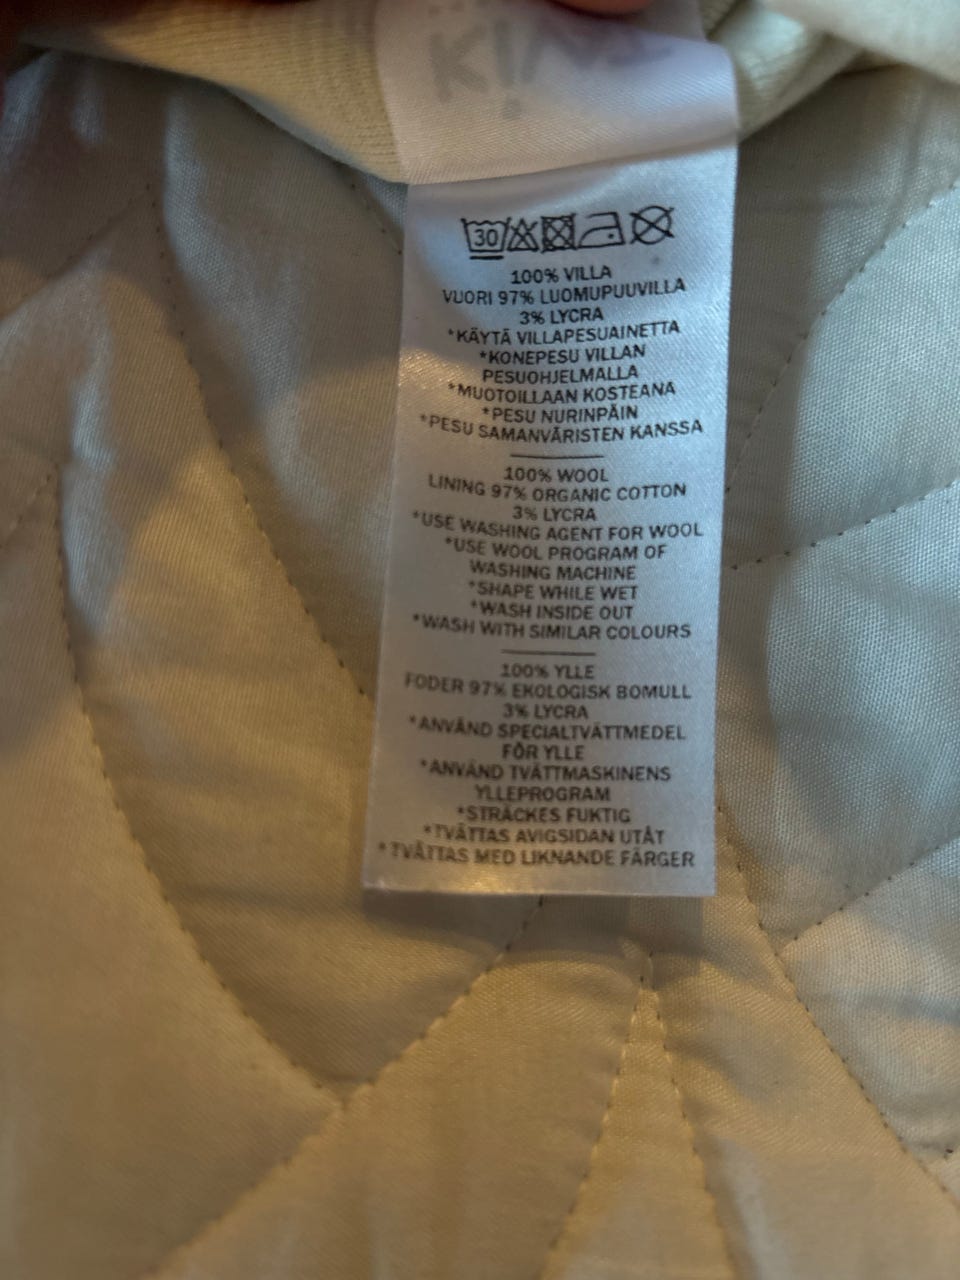 30
100% VILLA
VUORI 97% LUOMUPUUVILLA
3% LYCRA
*KÄYTÄ VILLAPESUAINETTA
*KONEPESU VILLAN
PESUOHJELMALLA
*MUOTOILLAAN KOSTEANA
*PESU NURINPÄIN
*PESU SAMANVÄRISTEN KANSSA
100% WOOL
LINING 97% ORGANIC COTTON
3% LYCRA
*USE WASHING AGENT FOR WOOL
*USE WOOL PROGRAM OF
WASHING MACHINE
*SHAPE WHILE WET
*WASH INSIDE OUT
*WASH WITH SIMILAR COLOURS
100% YLLE
FODER 97% EKOLOGISK BOMULL
3% LYCRA
*ANVÄND SPECIALTVÄTTMEDEL
FÖR YLLE
*ANVÄND TVÄTTMASKINENS
YLLEPROGRAM
*STRÄCKES FUKTIG
*TVÄTTAS AVIGSIDAN UTÅT
*TVÄTTAS MED LIKNANDE FÄRGER